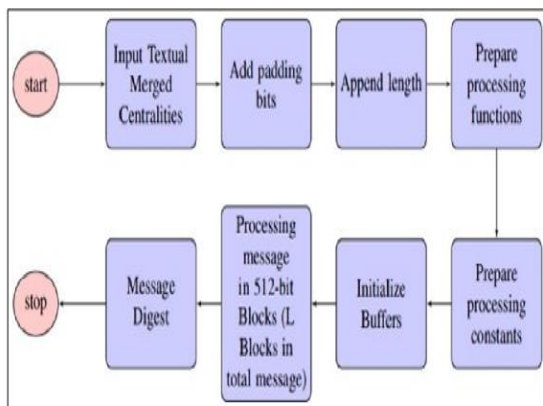 start
Input Textual
Merged
Centralities
Add padding
bits
Append length
Prepare
processing
functions
Prepare
processing
constants
Initialize
Buffers
Processing
message
in 512-bit
Blocks (L
Blocks in
total message)
Message
Digest
stop